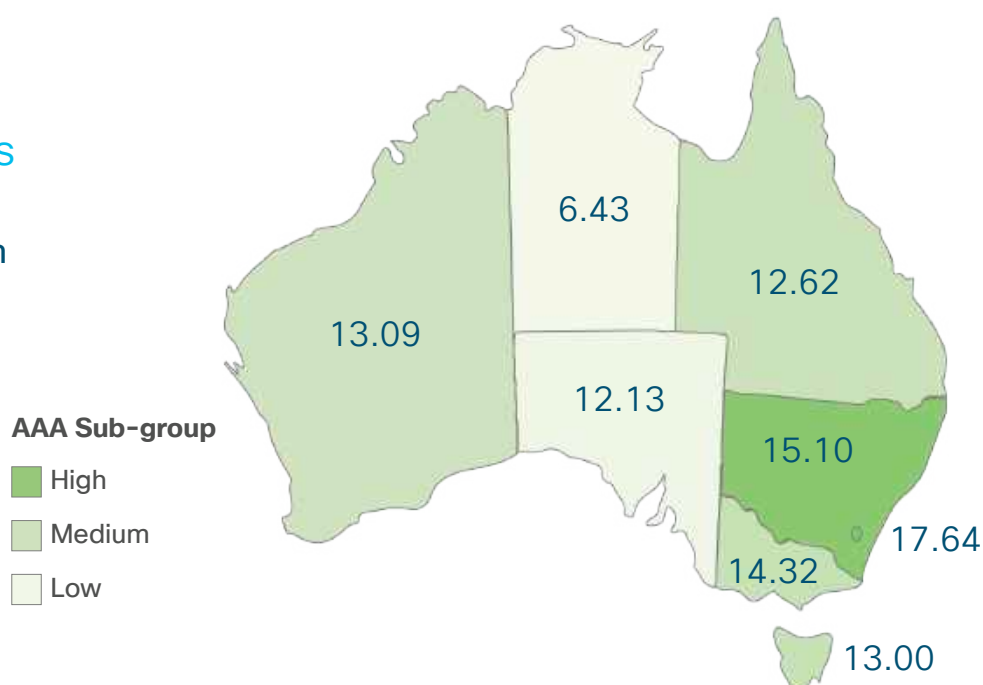 s
n
6.43
12.62
13.09
12.13
AAA Sub-group
High
15.10
Medium
17.64
14.32
Low
13.00